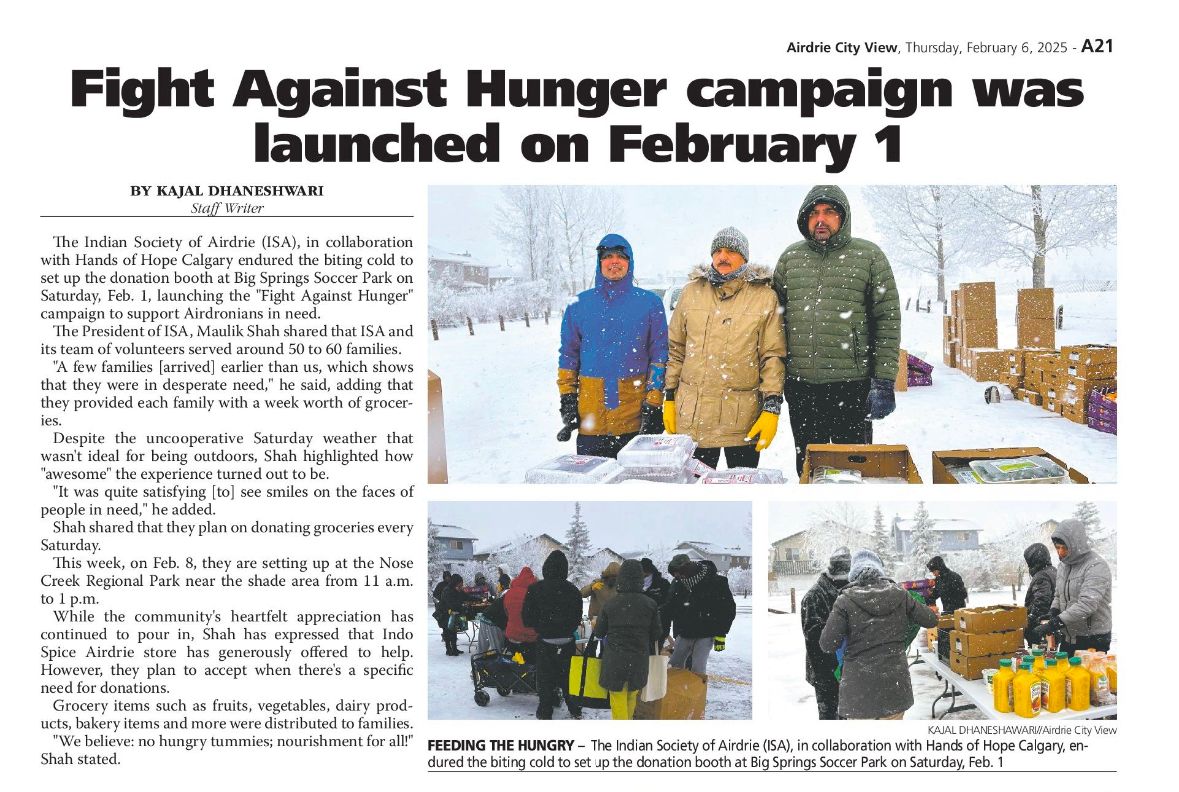 Airdrie City View, Thursday, February 6, 2025 - A21
Fight Against Hunger campaign was
launched on February 1
BY KAJAL DHANESHWARI
Staff Writer
The Indian Society of Airdrie (ISA), in collaboration
with Hands of Hope Calgary endured the biting cold to
set up the donation booth at Big Springs Soccer Park on
Saturday, Feb. 1, launching the "Fight Against Hunger"
campaign to support Airdronians in need.
The President of ISA, Maulik Shah shared that ISA and
its team of volunteers served around 50 to 60 families.
"A few families [arrived] earlier than us, which shows
that they were in desperate need," he said, adding that
they provided each family with a week worth of grocer-
ies.
Despite the uncooperative Saturday weather that
wasn't ideal for being outdoors, Shah highlighted how
"awesome" the experience turned out to be.
"It was quite satisfying [to] see smiles on the faces of
people in need," he added.
Shah shared that they plan on donating groceries every
Saturday.
This week, on Feb. 8, they are setting up at the Nose
Creek Regional Park near the shade area from 11 a.m.
to 1 p.m.
While the community's heartfelt appreciation has
continued to pour in, Shah has expressed that Indo
Spice Airdrie store has generously offered to help.
However, they plan to accept when there's a specific
need for donations.
Grocery items such as fruits, vegetables, dairy prod-
ucts, bakery items and more were distributed to families.
"We believe: no hungry tummies; nourishment for all!"
Shah stated.
KAJAL DHANESHAWARI/Airdrie City View
FEEDING THE HUNGRY – The Indian Society of Airdrie (ISA), in collaboration with Hands of Hope Calgary, en-
dured the biting cold to set up the donation booth at Big Springs Soccer Park on Saturday, Feb. 1